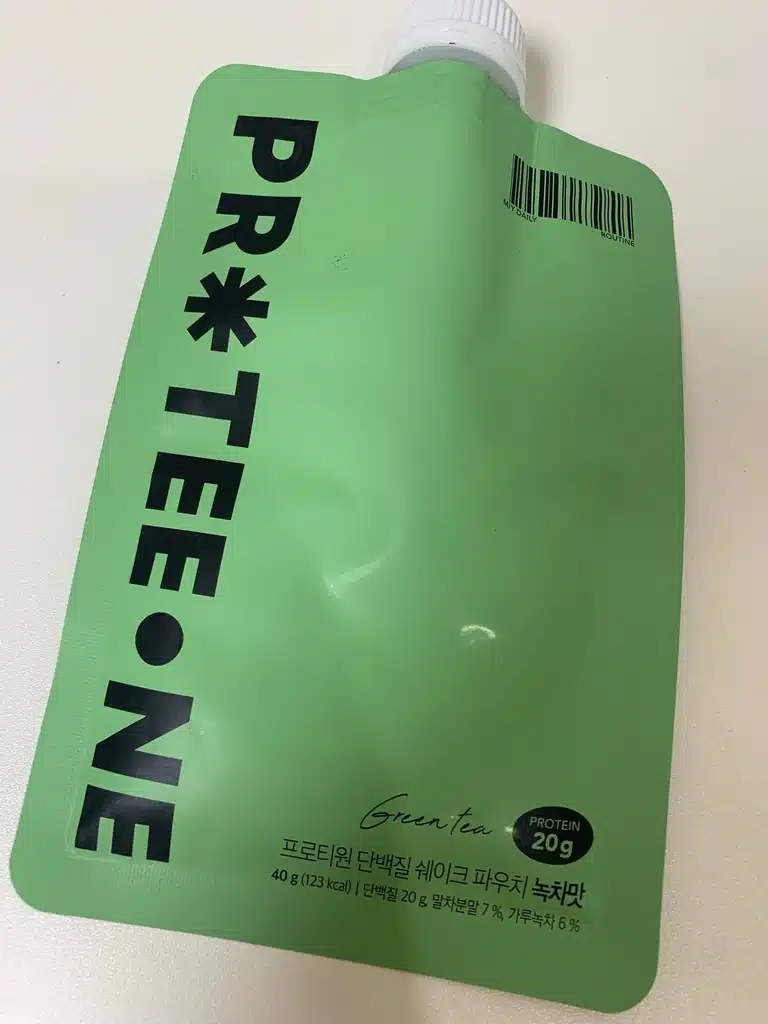 PR*TEE•NE
MY DAILY
ROUTINE
Green tea
PROTEIN
20g
프로티원 단백질 쉐이크 파우치 녹차맛
40 g (123 kcal) | 단백질 20 g, 말차분말 7 %, 가루녹차 6 %